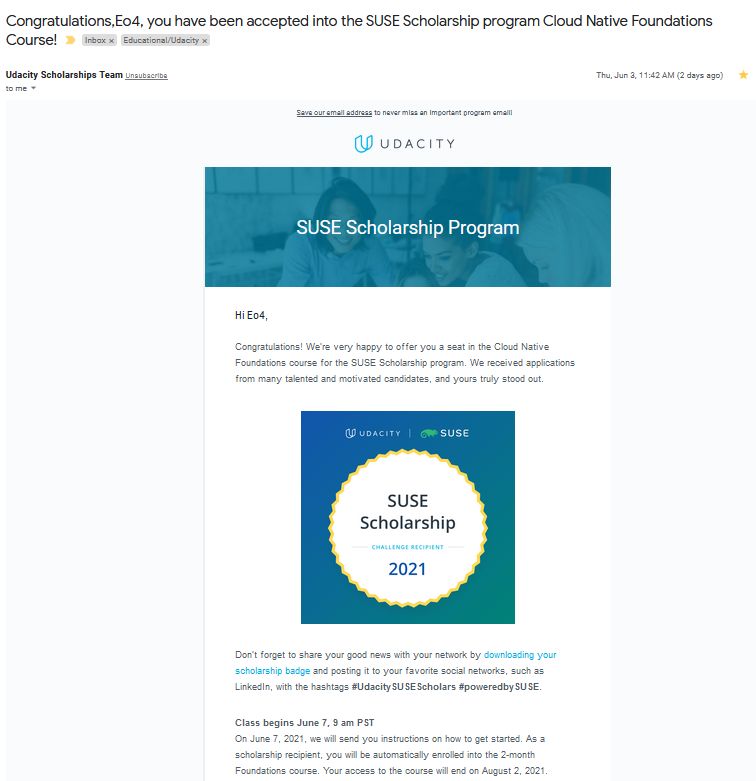 Congratulations,Eo4, you have been accepted into the SUSE Scholarship program Cloud Native Foundations
Course! Inbox x Educational/Udacity x
Udacity Scholarships Team Unsubscribe Thu, Jun 3, 11:42 AM (2 days ago)
to me
Save our email address to never miss an important program email!
UDACITY
SUSE Scholarship Program
Hi Eo4,
Congratulations! We're very happy to offer you a seat in the Cloud Native
Foundations course for the SUSE Scholarship program. We received applications
from many talented and motivated candidates, and yours truly stood out.
UDACITY | SUSE
SUSE
Scholarship
CHALLENGE RECIPIENT
2021
Don't forget to share your good news with your network by downloading your
scholarship badge and posting it to your favorite social networks, such as
LinkedIn, with the hashtags #UdacitySUSEScholars #poweredbySUSE.
Class begins June 7, 9 am PST
On June 7, 2021, we will send you instructions on how to get started. As a
scholarship recipient, you will be automatically enrolled into the 2-month
Foundations course. Your access to the course will end on August 2, 2021.